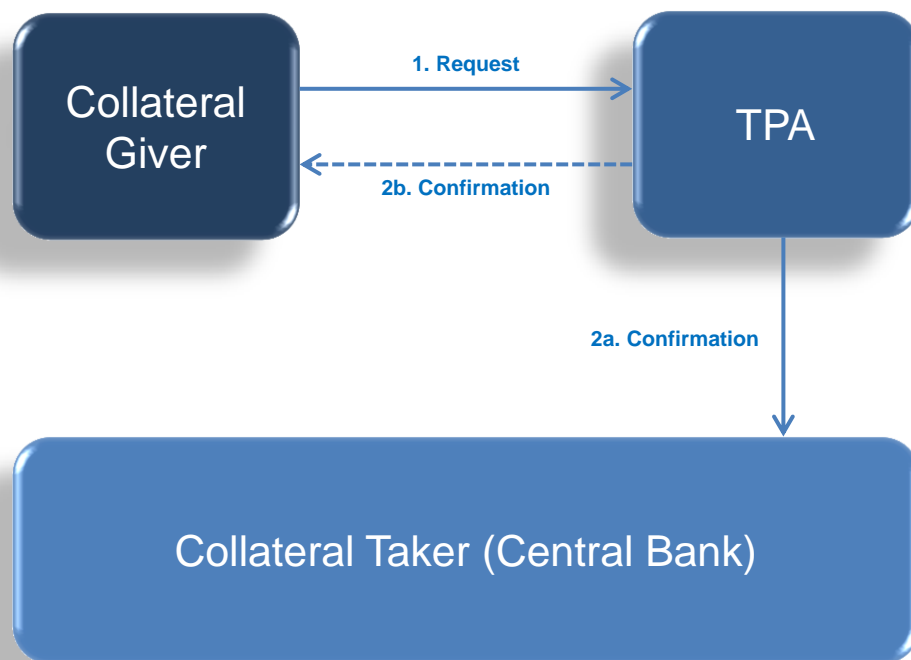 1. Request
Collateral
Giver
TPA
2b. Confirmation
2a. Confirmation
Collateral Taker (Central Bank)